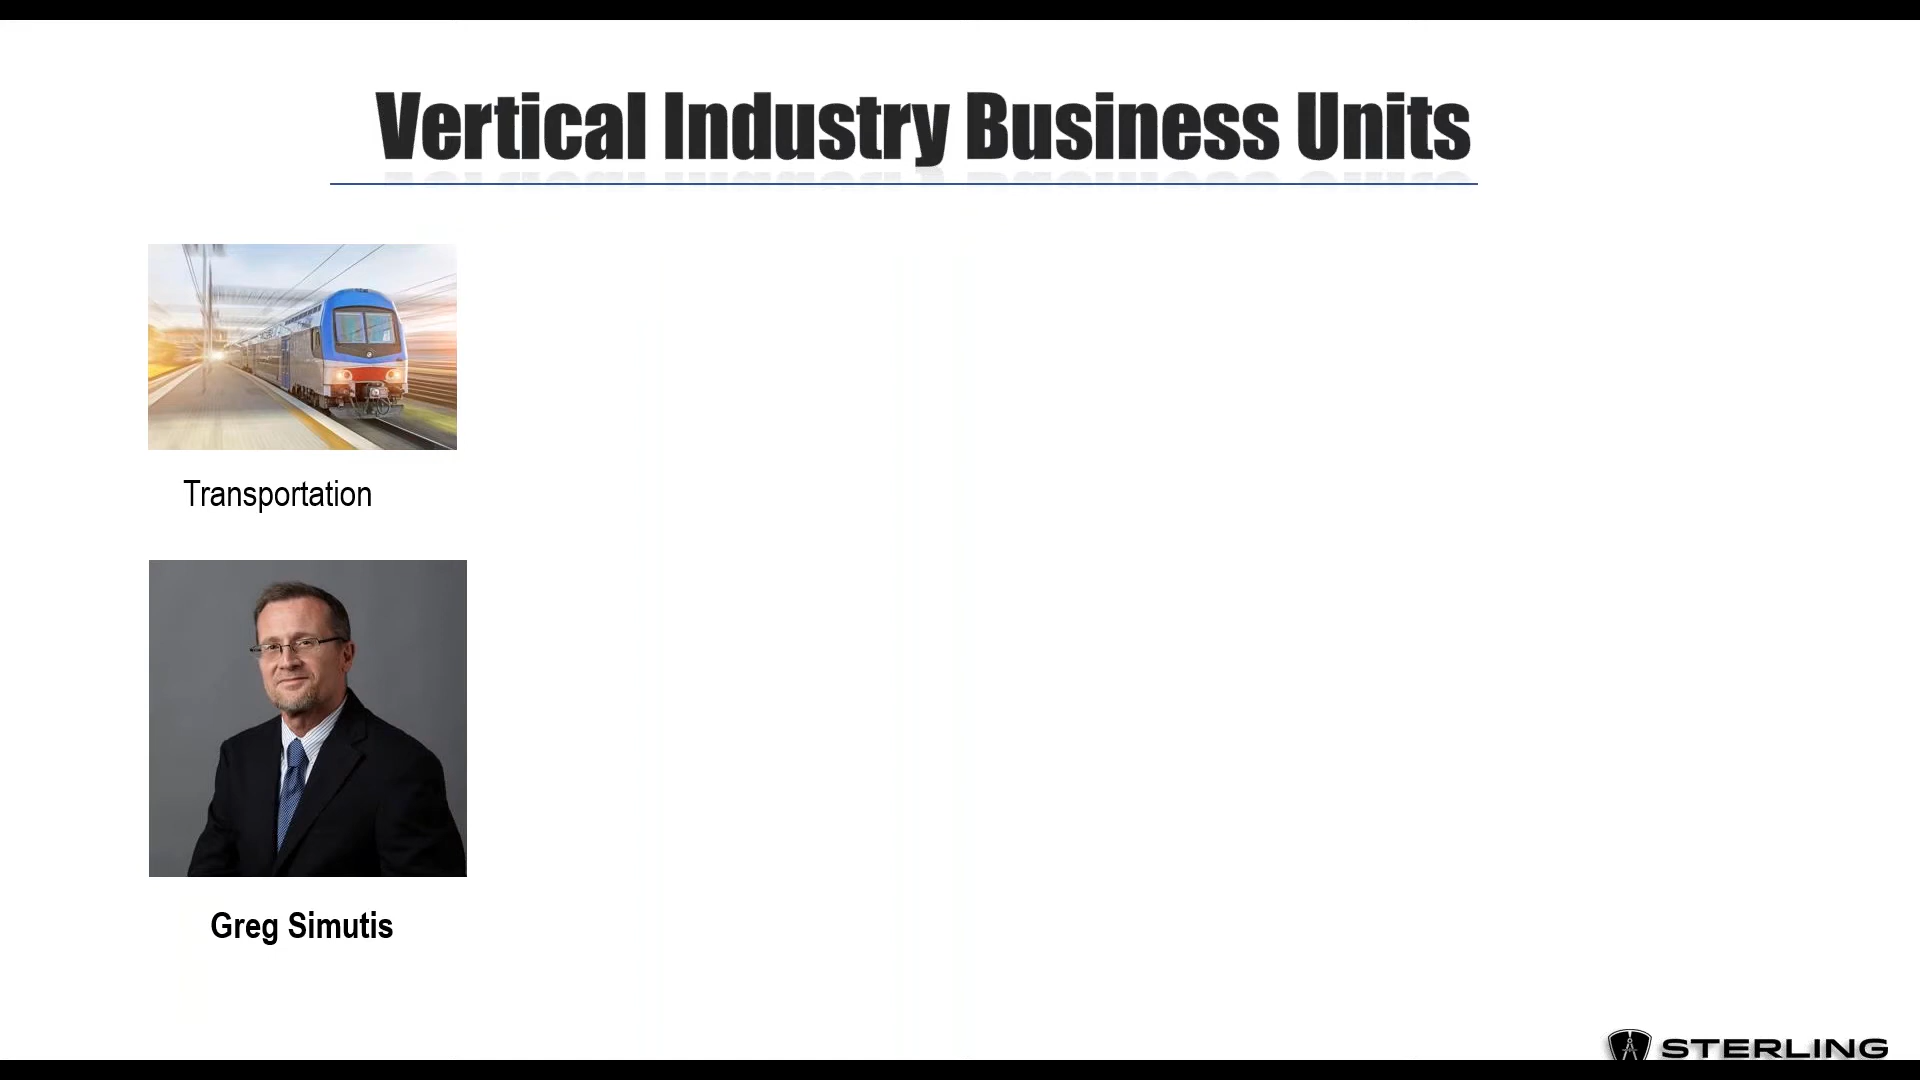 Vertical Industry Business Units
Transportation
Greg Simutis
STERLING